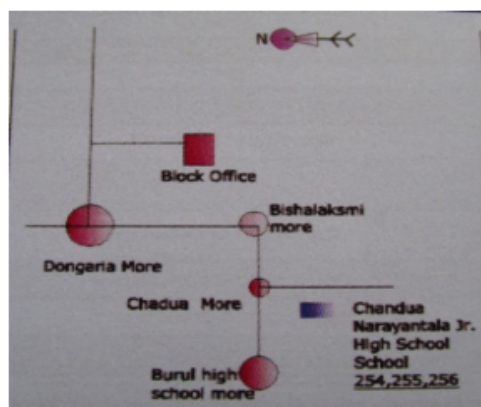 N
Block Office
Bishalaksmi
more
Dongaria More
Chadua More
Chandua
Narayantala Jr.
High School
School
254,255,256
Burul high
school more